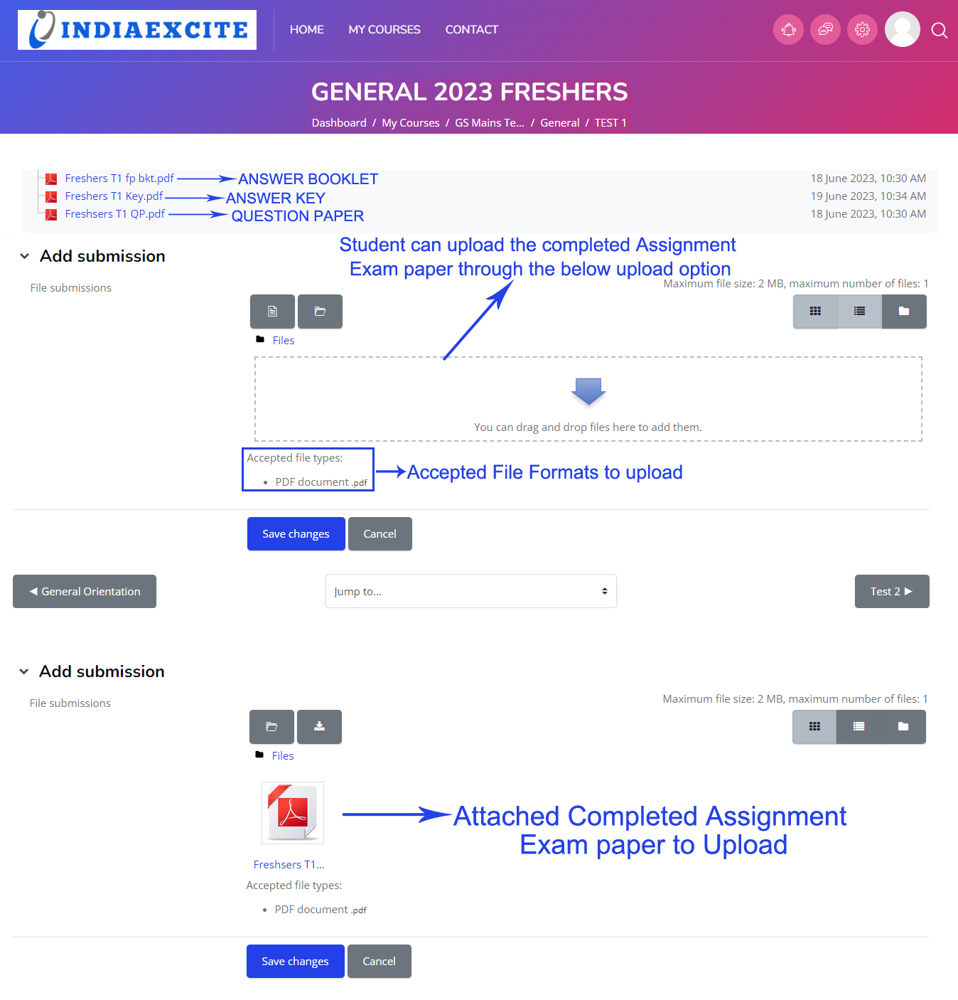 INDIAEXCITE
HOME MY COURSES CONTACT
GENERAL 2023 FRESHERS
Dashboard / My Courses / GS Mains Te... / General / TEST 1
Freshers T1 fp bkt.pdf ANSWER BOOKLET 18 June 2023, 10:30 AM
Freshers T1 Key.pdf ANSWER KEY 19 June 2023, 10:34 AM
Freshsers T1 QP.pdf QUESTION PAPER 18 June 2023, 10:30 AM
Student can upload the completed Assignment
Add submission
Exam paper through the below upload option
File submissions Maximum file size: 2 MB, maximum number of files: 1
Files
You can drag and drop files here to add them.
Accepted file types:
Accepted File Formats to upload
• PDF document .pdf
Save changes Cancel
◀ General Orientation Jump to... Test 2 ▶
Add submission
File submissions Maximum file size: 2 MB, maximum number of files: 1
Files
Attached Completed Assignment
Exam paper to Upload
Freshsers T1...
Accepted file types:
• PDF document .pdf
Save changes Cancel